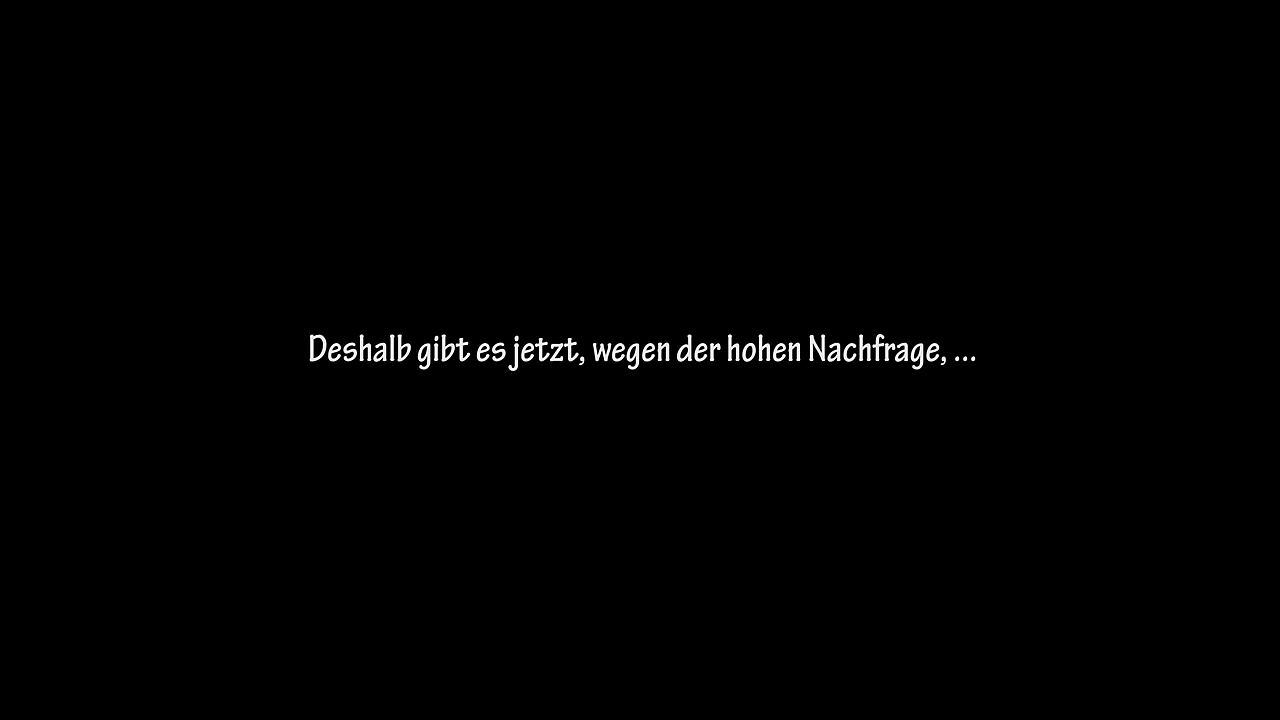 Deshalb gibt es jetzt, wegen der hohen Nachfrage, ...